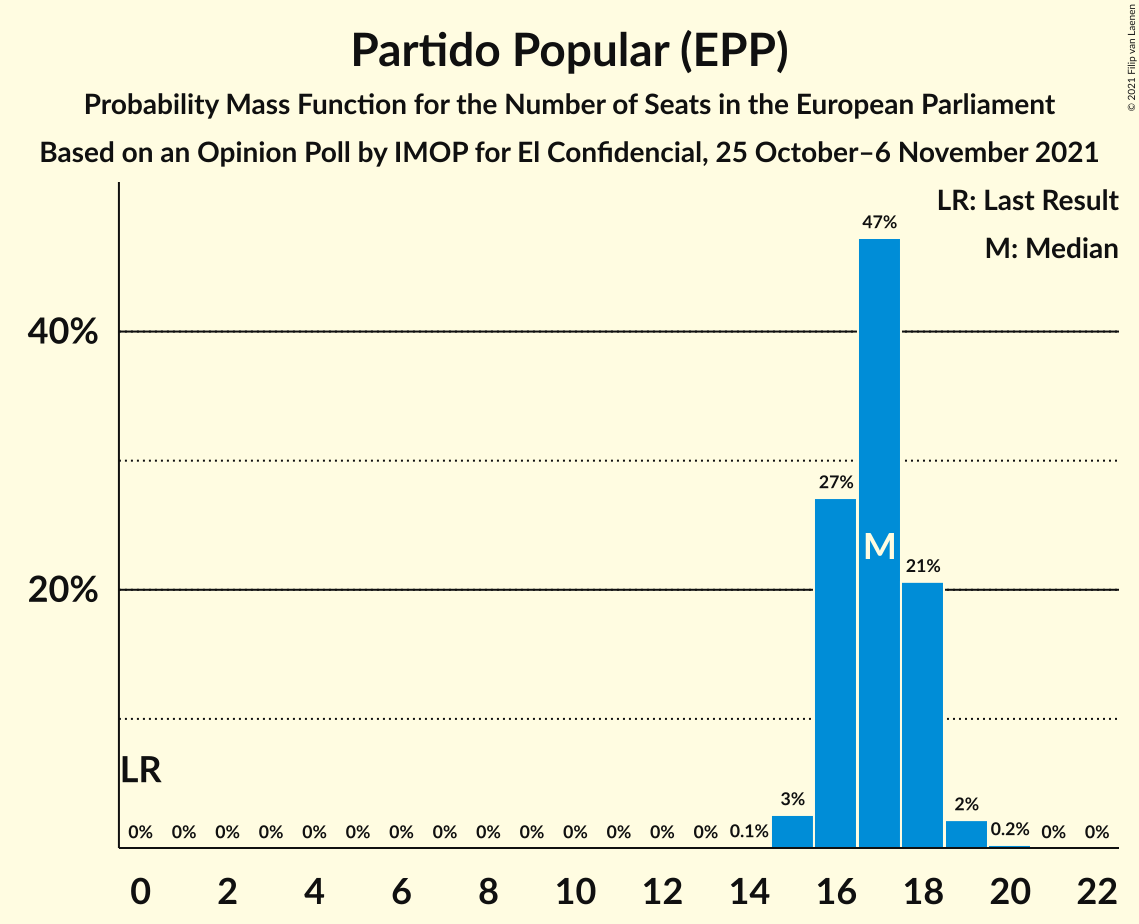 Partido Popular (EPP)
Probability Mass Function for the Number of Seats in the European Parliament
Based on an Opinion Poll by IMOP for El Confidencial, 25 October–6 November 2021
© 2021 Filip van Laenen
LR: Last Result
M: Median
47%
40%
27%
M
21%
20%
LR
0% 0% 0% 0% 0% 0% 0% 0% 0% 0% 0% 0% 0% 0% 0.1% 3% 2% 0.2% 0% 0%
0 2 4 6 8 10 12 14 16 18 20 22